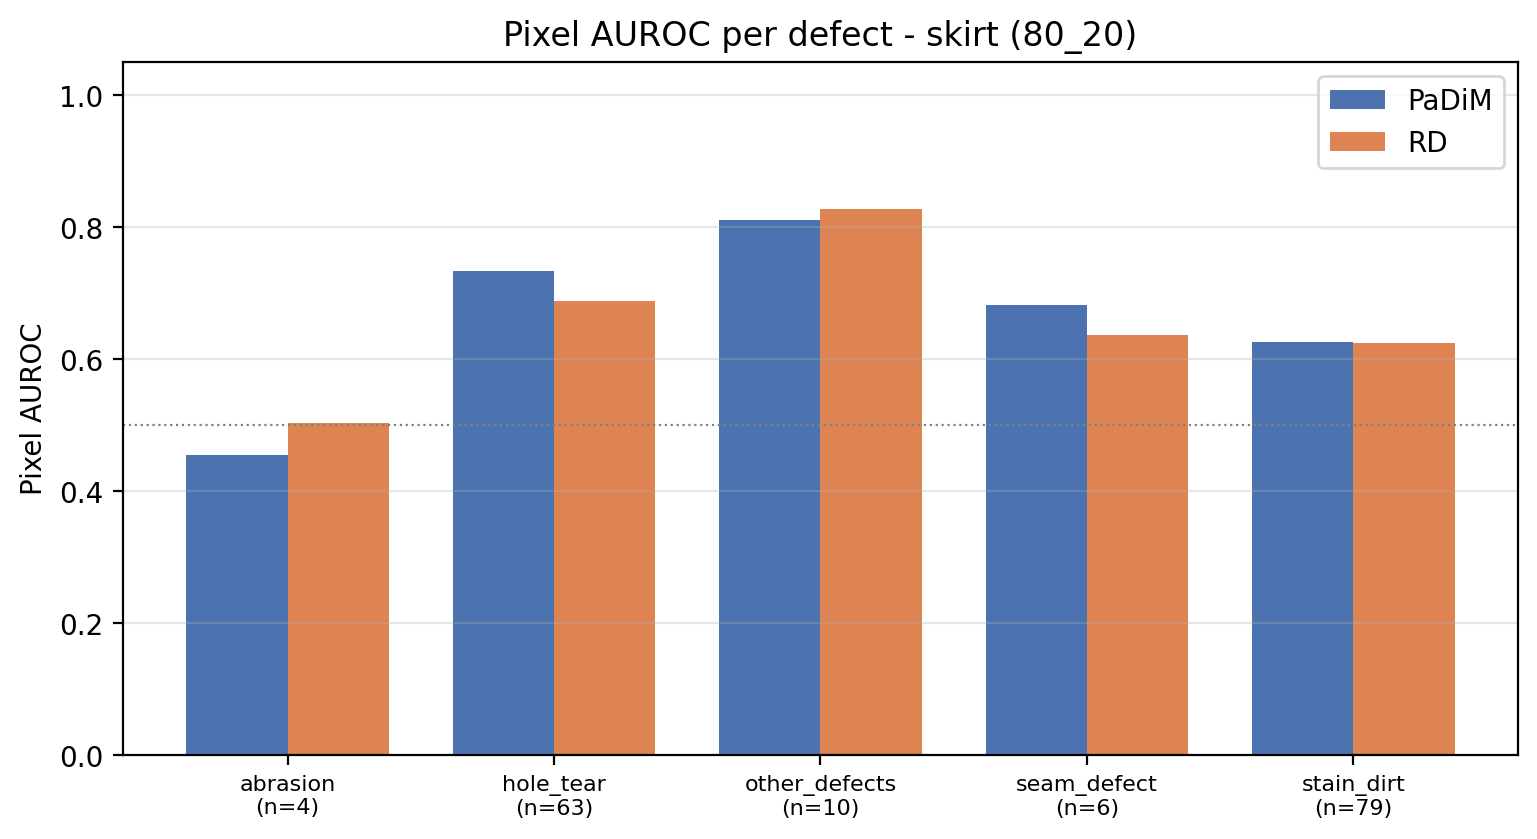 Pixel AUROC per defect - skirt (80_20)
PaDiM
RD
Pixel AUROC
1.0
0.8
0.6
0.4
0.2
0.0
abrasion
(n=4)
hole_tear
(n=63)
other_defects
(n=10)
seam_defect
(n=6)
stain_dirt
(n=79)